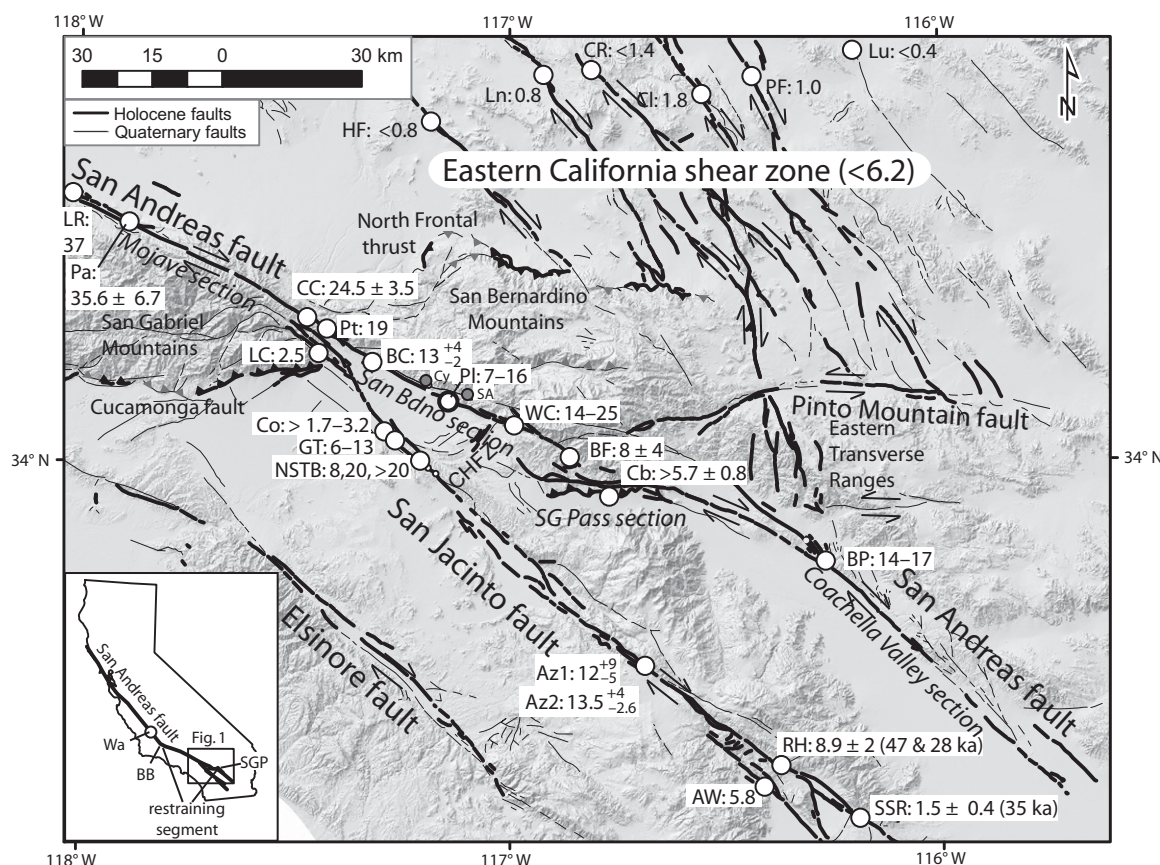 118° W
117° W
116° W
30
15
0
30 km
Holocene faults
Quaternary faults
CR: <1.4
Lu: <0.4
Ln: 0.8
Cl: 1.8
PF: 1.0
HF: <0.8
Eastern California shear zone (<6.2)
N
San Andreas fault
Mojave section
LR:
37
Pa:
35.6 ± 6.7
North Frontal
thrust
CC: 24.5 ± 3.5
San Bernardino
Mountains
San Gabriel
Mountains
Pt: 19
LC: 2.5
BC: 13 +4 -2
Cy
Pl: 7–16
SA
San Bdno section
Cucamonga fault
WC: 14–25
Pinto Mountain fault
Co: > 1.7–3.2
GT: 6–13
NSTB: 8,20, >20
CHFZ
BF: 8 ± 4
Eastern
Transverse
Ranges
34° N
34° N
Cb: >5.7 ± 0.8
SG Pass section
San Jacinto fault
BP: 14–17
San Andreas fault
Coachella Valley section
Elsinore fault
Az1: 12 +9 -5
Az2: 13.5 +4 -2.6
RH: 8.9 ± 2 (47 & 28 ka)
AW: 5.8
SSR: 1.5 ± 0.4 (35 ka)
San Andreas fault
Wa
Fig. 1
SGP
BB
restraining
segment
118° W
117° W
116° W